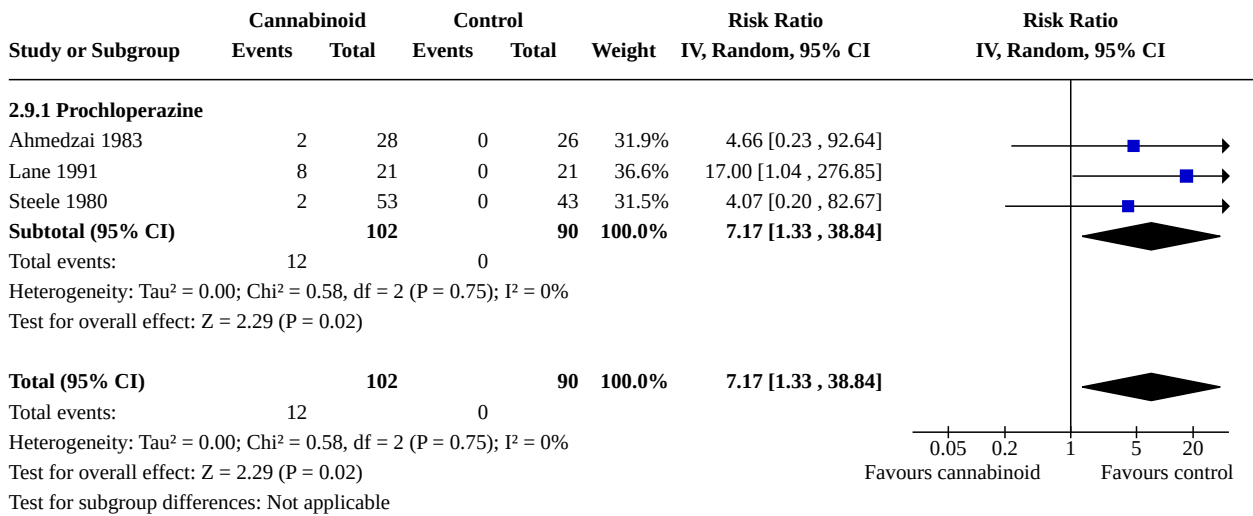 Cannabinoid Control Risk Ratio Risk Ratio
Study or Subgroup Events Total Events Total Weight IV, Random, 95% CI IV, Random, 95% CI
2.9.1 Prochloperazine
Ahmedzai 1983 2 28 0 26 31.9% 4.66 [0.23 , 92.64]
Lane 1991 8 21 0 21 36.6% 17.00 [1.04 , 276.85]
Steele 1980 2 53 0 43 31.5% 4.07 [0.20 , 82.67]
Subtotal (95% CI) 102 90 100.0% 7.17 [1.33 , 38.84]
Total events: 12 0
Heterogeneity: Tau² = 0.00; Chi² = 0.58, df = 2 (P = 0.75); I² = 0%
Test for overall effect: Z = 2.29 (P = 0.02)
Total (95% CI) 102 90 100.0% 7.17 [1.33 , 38.84]
Total events: 12 0
Heterogeneity: Tau² = 0.00; Chi² = 0.58, df = 2 (P = 0.75); I² = 0%
0.05 0.2 1 5 20
Test for overall effect: Z = 2.29 (P = 0.02) Favours cannabinoid Favours control
Test for subgroup differences: Not applicable